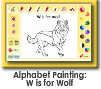 W is for wolf
Alphabet Painting:
W is for Wolf